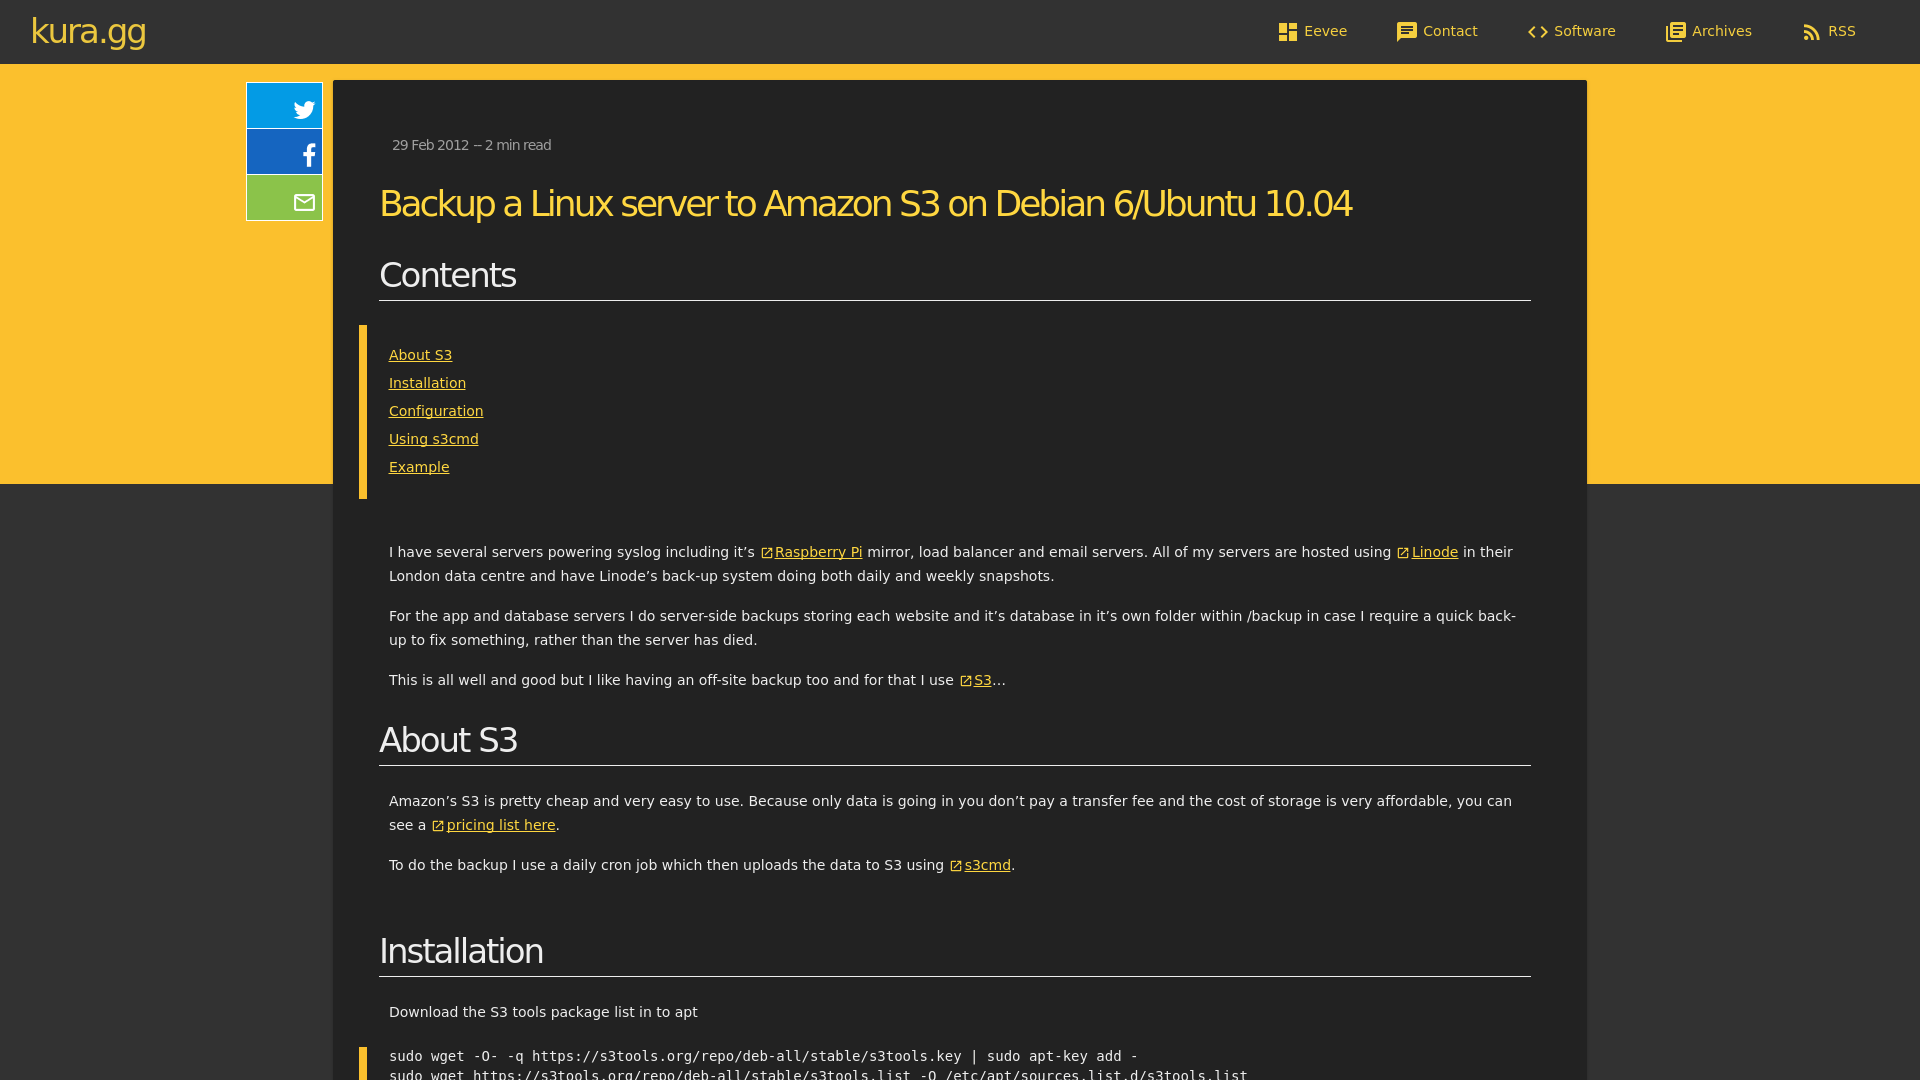 kura.gg
Eevee
Contact
Software
Archives
RSS
29 Feb 2012 -- 2 min read
Backup a Linux server to Amazon S3 on Debian 6/Ubuntu 10.04
Contents
About S3
Installation
Configuration
Using s3cmd
Example
I have several servers powering syslog including it’s Raspberry Pi mirror, load balancer and email servers. All of my servers are hosted using Linode in their
London data centre and have Linode’s back-up system doing both daily and weekly snapshots.
For the app and database servers I do server-side backups storing each website and it’s database in it’s own folder within /backup in case I require a quick back-
up to fix something, rather than the server has died.
This is all well and good but I like having an off-site backup too and for that I use S3…
About S3
Amazon’s S3 is pretty cheap and very easy to use. Because only data is going in you don’t pay a transfer fee and the cost of storage is very affordable, you can
see a pricing list here.
To do the backup I use a daily cron job which then uploads the data to S3 using s3cmd.
Installation
Download the S3 tools package list in to apt
sudo wget -O- -q https://s3tools.org/repo/deb-all/stable/s3tools.key | sudo apt-key add -
sudo wget https://s3tools.org/repo/deb-all/stable/s3tools.list -O /etc/apt/sources.list.d/s3tools.list